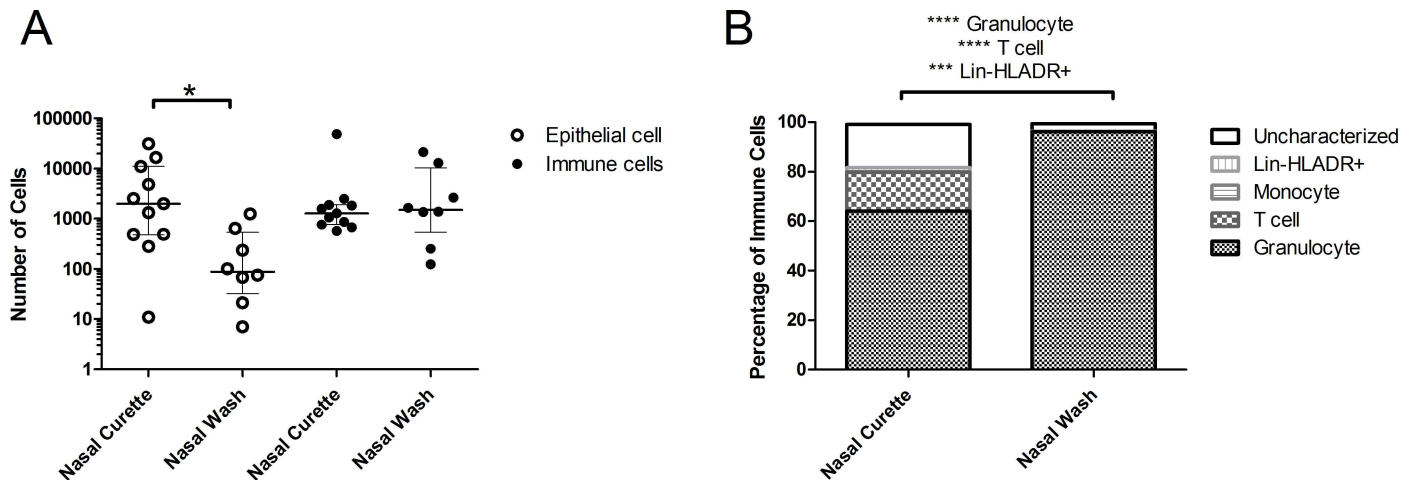 A
*
100000
10000
1000
100
10
1
Number of Cells
Nasal Curette
Nasal Wash
Nasal Curette
Nasal Wash
Epithelial cell
Immune cells
B
**** Granulocyte
**** T cell
*** Lin-HLADR+
100
80
60
40
20
0
Percentage of Immune Cells
Nasal Curette
Nasal Wash
Uncharacterized
Lin-HLADR+
Monocyte
T cell
Granulocyte